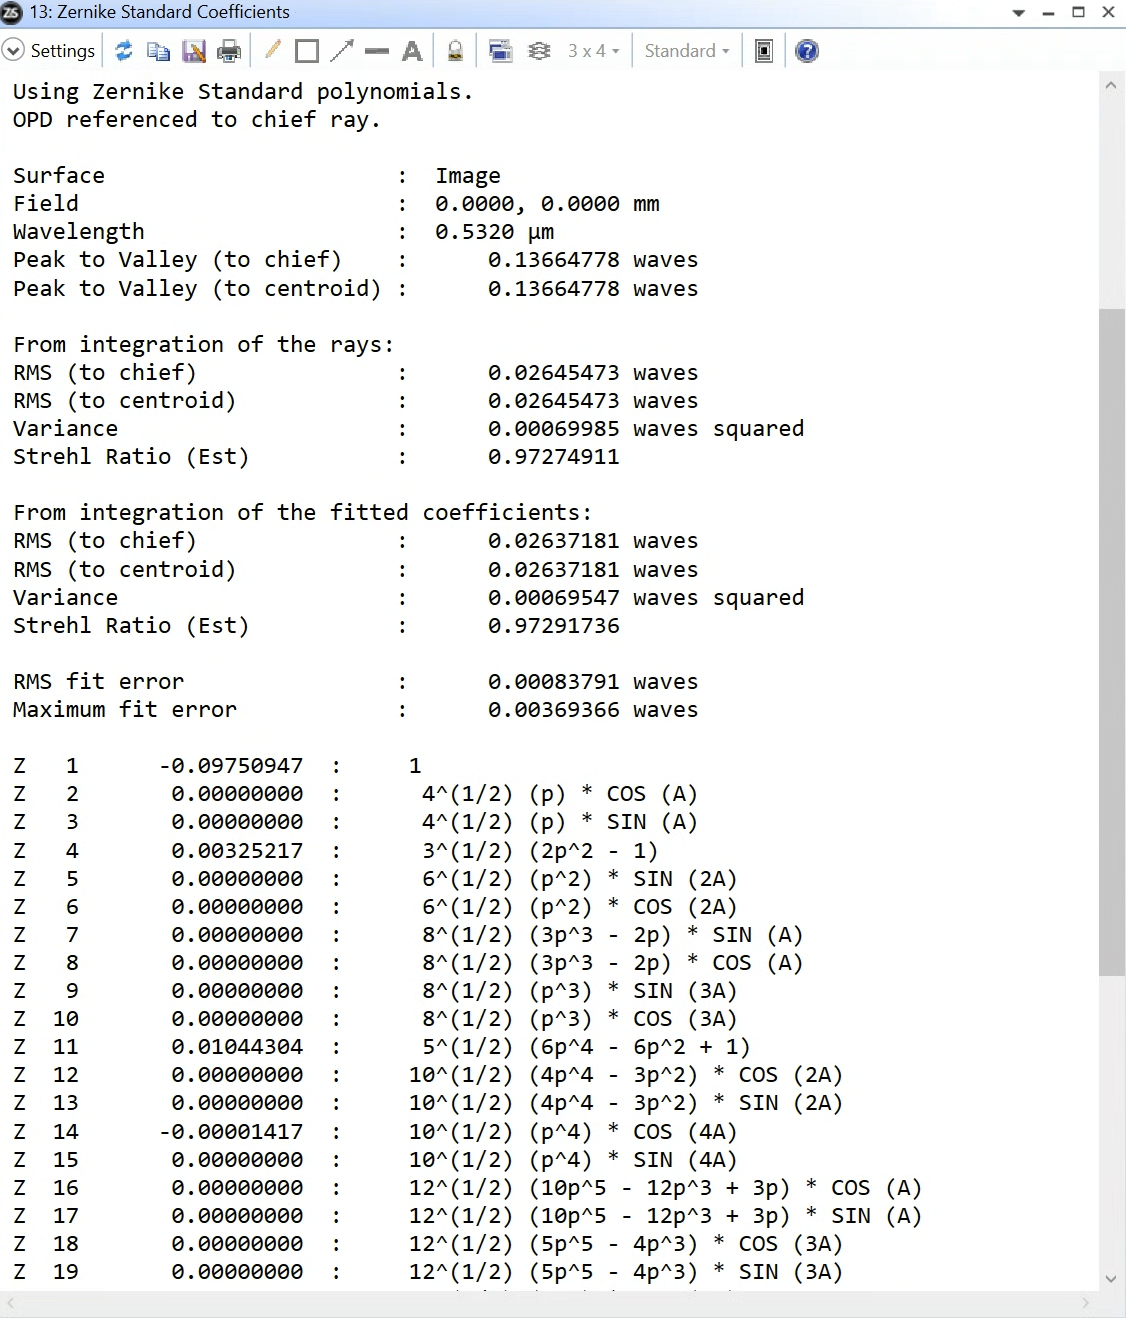 13: Zernike Standard Coefficients
Settings 3 x 4 Standard
Using Zernike Standard polynomials.
OPD referenced to chief ray.
Surface : Image
Field : 0.0000, 0.0000 mm
Wavelength : 0.5320 µm
Peak to Valley (to chief) : 0.13664778 waves
Peak to Valley (to centroid) : 0.13664778 waves
From integration of the rays:
RMS (to chief) : 0.02645473 waves
RMS (to centroid) : 0.02645473 waves
Variance : 0.00069985 waves squared
Strehl Ratio (Est) : 0.97274911
From integration of the fitted coefficients:
RMS (to chief) : 0.02637181 waves
RMS (to centroid) : 0.02637181 waves
Variance : 0.00069547 waves squared
Strehl Ratio (Est) : 0.97291736
RMS fit error : 0.00083791 waves
Maximum fit error : 0.00369366 waves
Z 1 -0.09750947 : 1
Z 2 0.00000000 : 4^(1/2) (p) * COS (A)
Z 3 0.00000000 : 4^(1/2) (p) * SIN (A)
Z 4 0.00325217 : 3^(1/2) (2p^2 - 1)
Z 5 0.00000000 : 6^(1/2) (p^2) * SIN (2A)
Z 6 0.00000000 : 6^(1/2) (p^2) * COS (2A)
Z 7 0.00000000 : 8^(1/2) (3p^3 - 2p) * SIN (A)
Z 8 0.00000000 : 8^(1/2) (3p^3 - 2p) * COS (A)
Z 9 0.00000000 : 8^(1/2) (p^3) * SIN (3A)
Z 10 0.00000000 : 8^(1/2) (p^3) * COS (3A)
Z 11 0.01044304 : 5^(1/2) (6p^4 - 6p^2 + 1)
Z 12 0.00000000 : 10^(1/2) (4p^4 - 3p^2) * COS (2A)
Z 13 0.00000000 : 10^(1/2) (4p^4 - 3p^2) * SIN (2A)
Z 14 -0.00001417 : 10^(1/2) (p^4) * COS (4A)
Z 15 0.00000000 : 10^(1/2) (p^4) * SIN (4A)
Z 16 0.00000000 : 12^(1/2) (10p^5 - 12p^3 + 3p) * COS (A)
Z 17 0.00000000 : 12^(1/2) (10p^5 - 12p^3 + 3p) * SIN (A)
Z 18 0.00000000 : 12^(1/2) (5p^5 - 4p^3) * COS (3A)
Z 19 0.00000000 : 12^(1/2) (5p^5 - 4p^3) * SIN (3A)